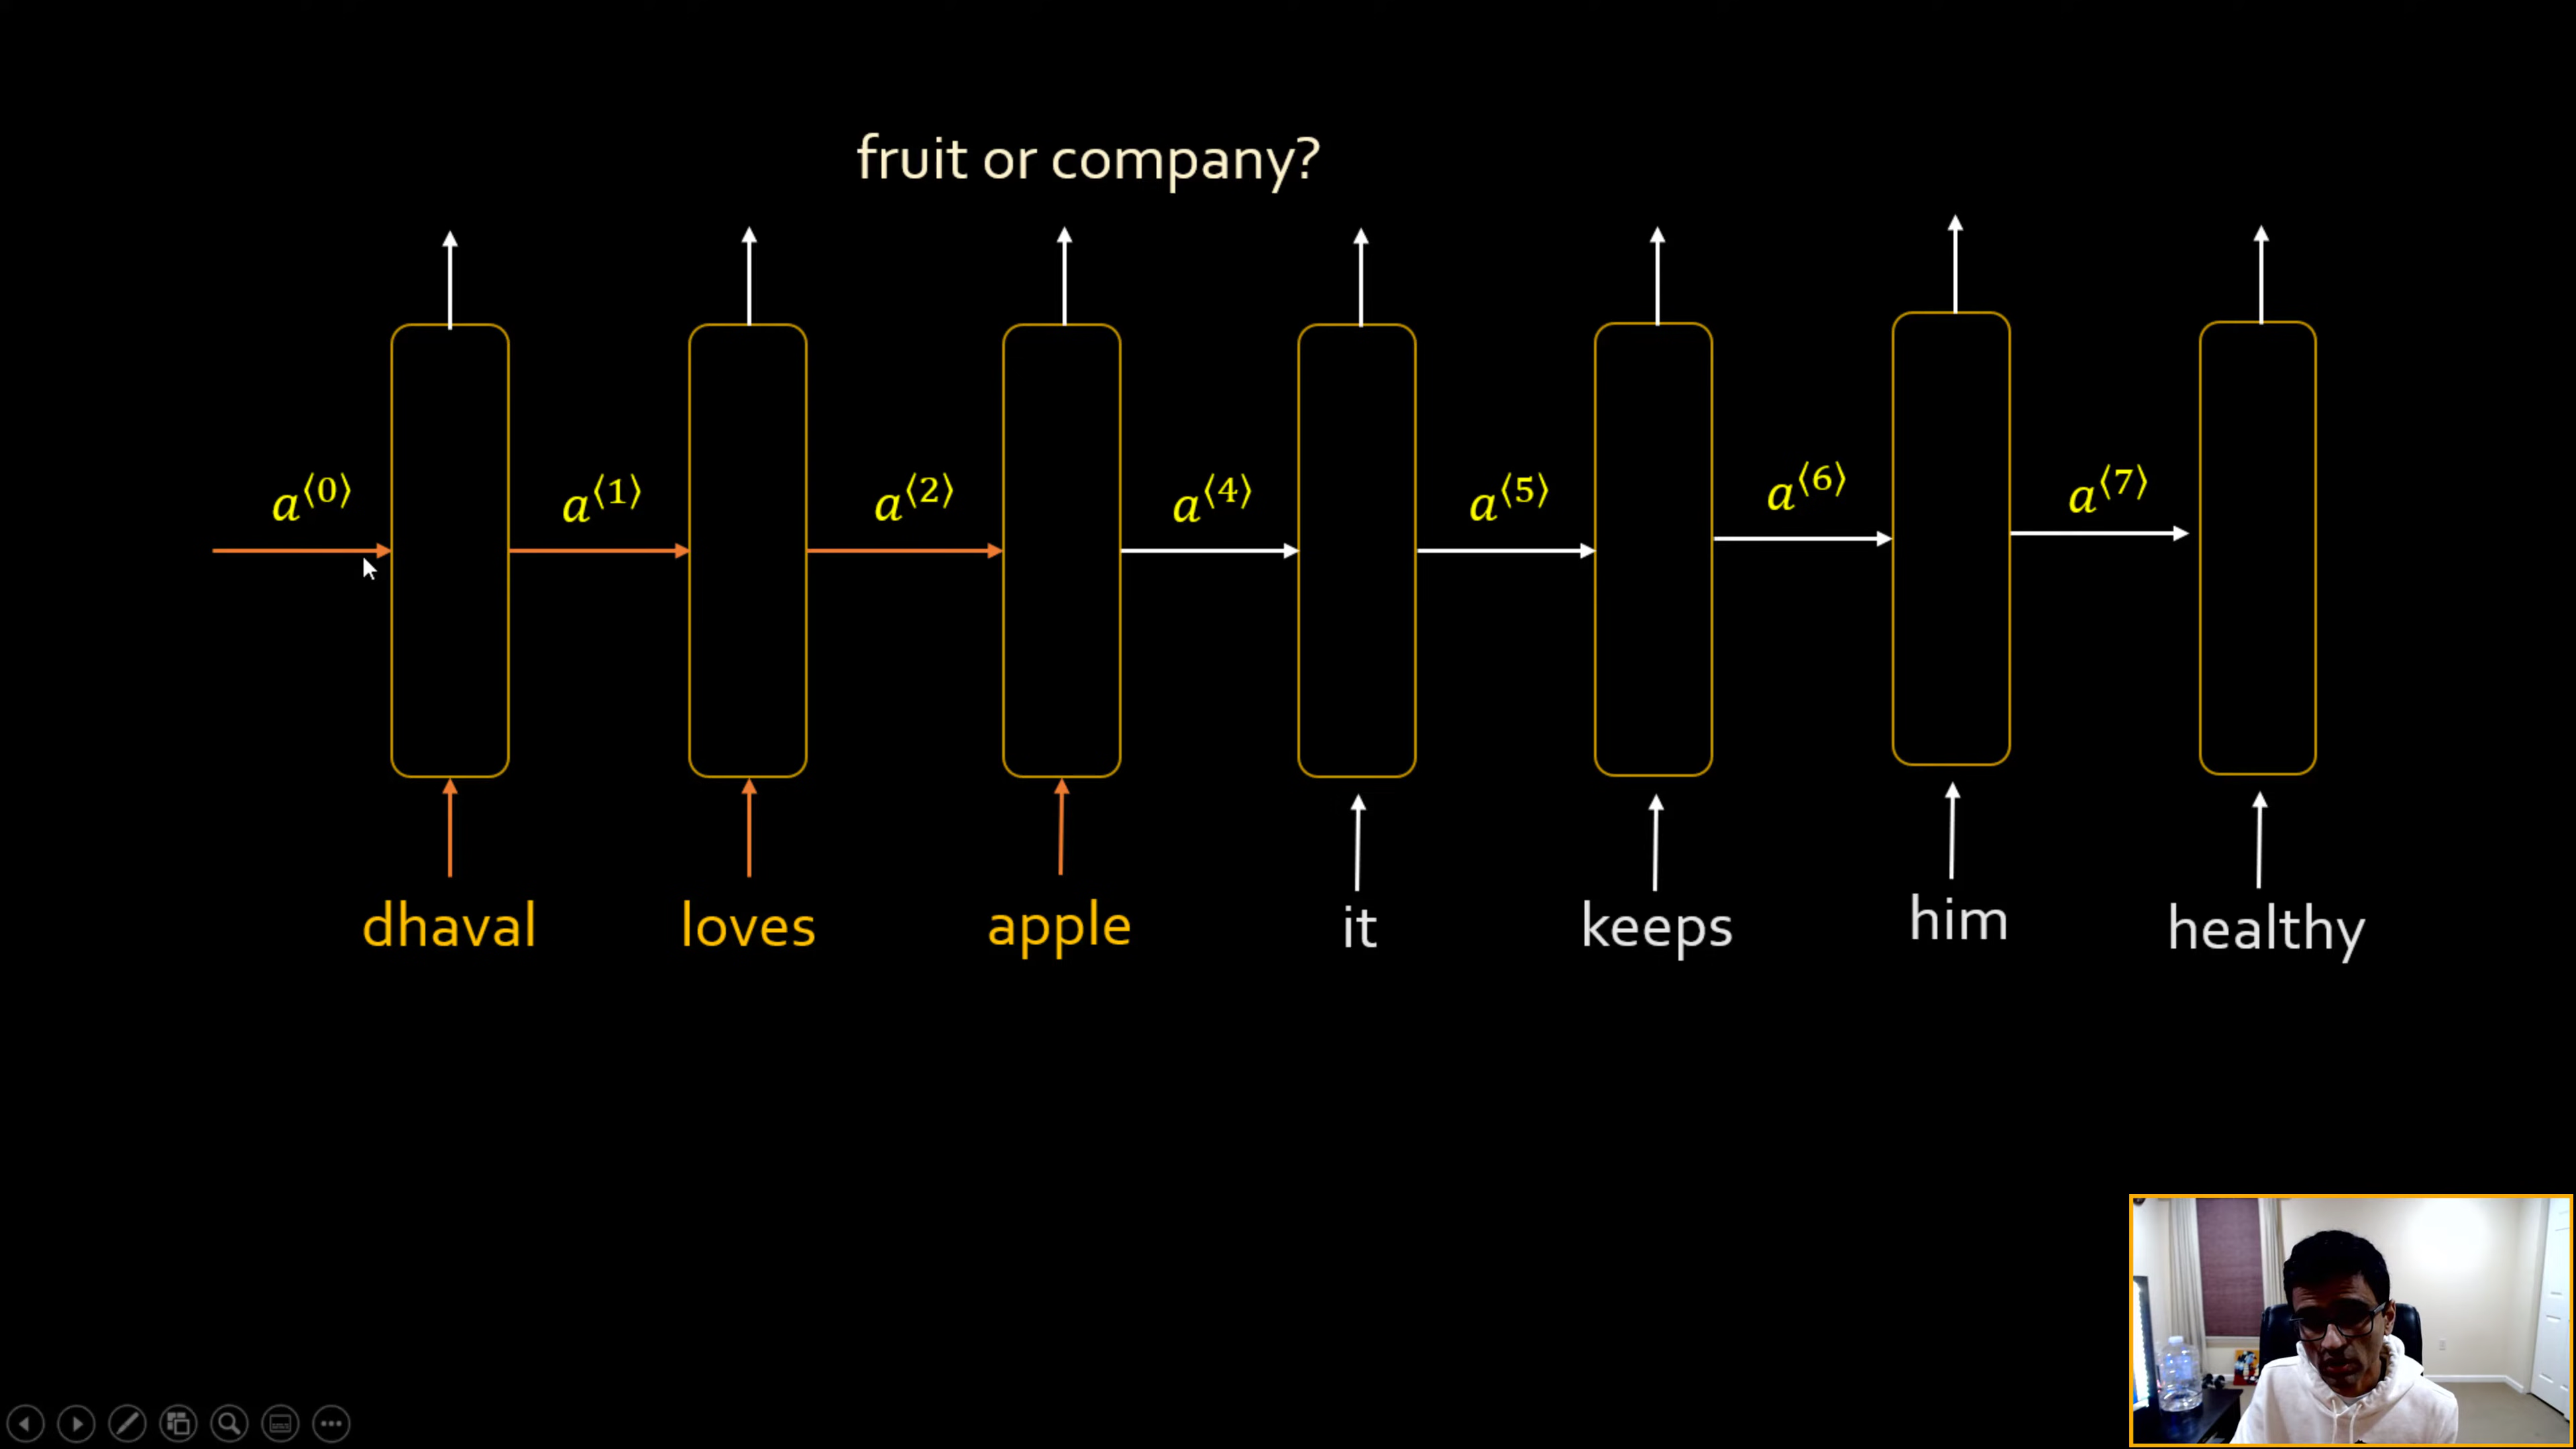 fruit or company?
a⟨0⟩ a⟨1⟩ a⟨2⟩ a⟨4⟩ a⟨5⟩ a⟨6⟩ a⟨7⟩
dhaval loves apple it keeps him healthy